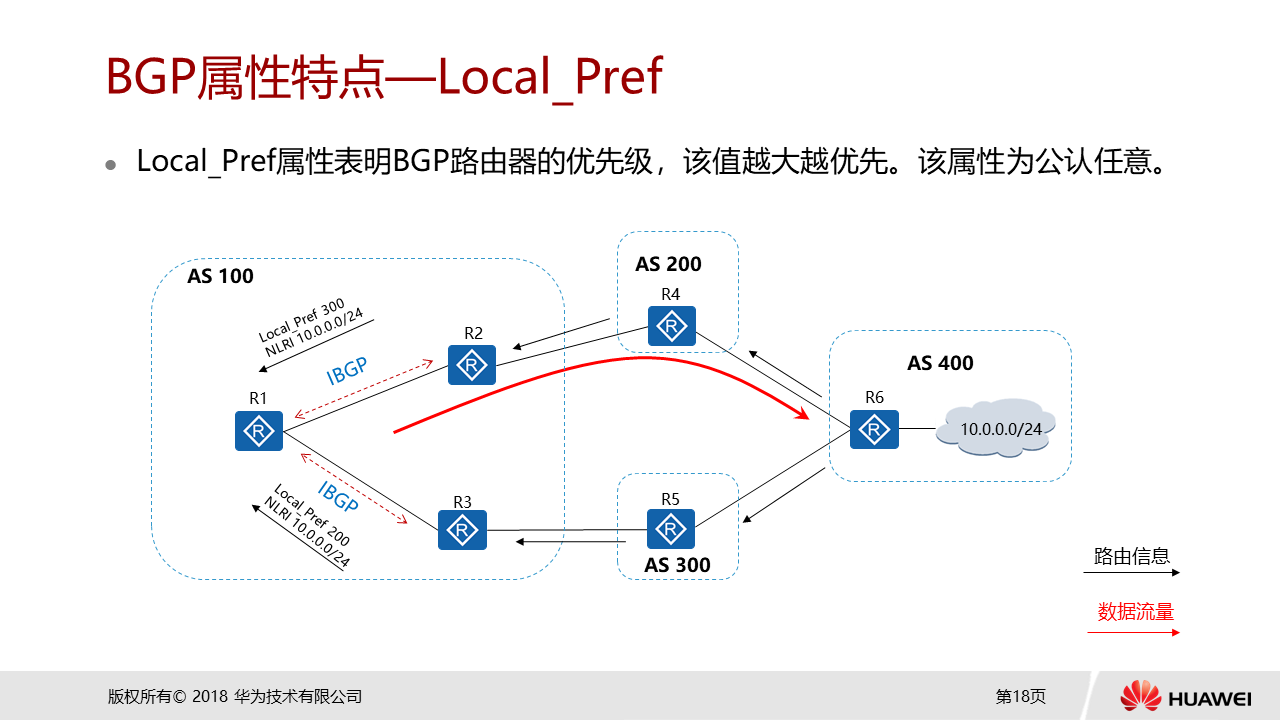 BGP属性特点—Local_Pref
Local_Pref属性表明BGP路由器的优先级，该值越大越优先。该属性为公认任意。
AS 100
Local_Pref 300
NLRI 10.0.0.0/24
IBGP
R2
R1
IBGP
Local_Pref 200
NLRI 10.0.0.0/24
R3
AS 200
R4
R5
AS 300
AS 400
R6
10.0.0.0/24
R
R
R
R
R
R
路由信息
数据流量
版权所有© 2018 华为技术有限公司
第18页
HUAWEI